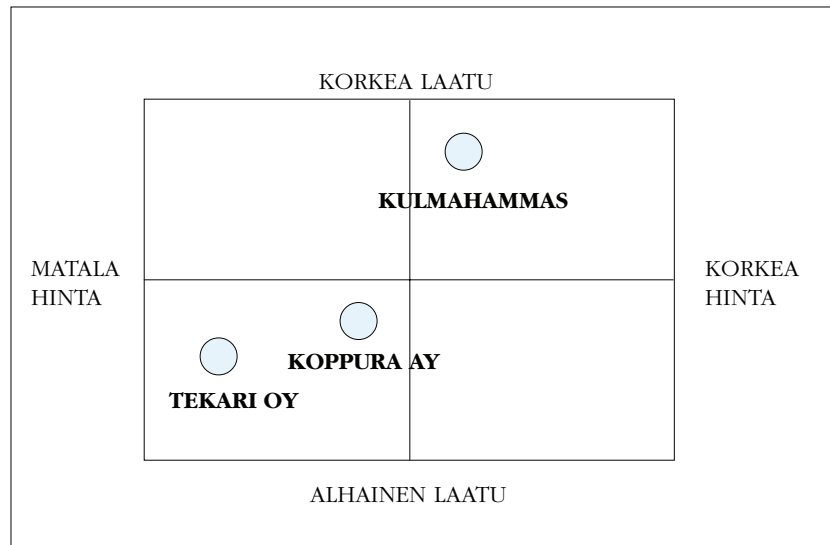 KORKEA LAATU
KULMAHAMMAS
MATALA
HINTA
KORKEA
HINTA
KOPPURA AY
TEKARI OY
ALHAINEN LAATU